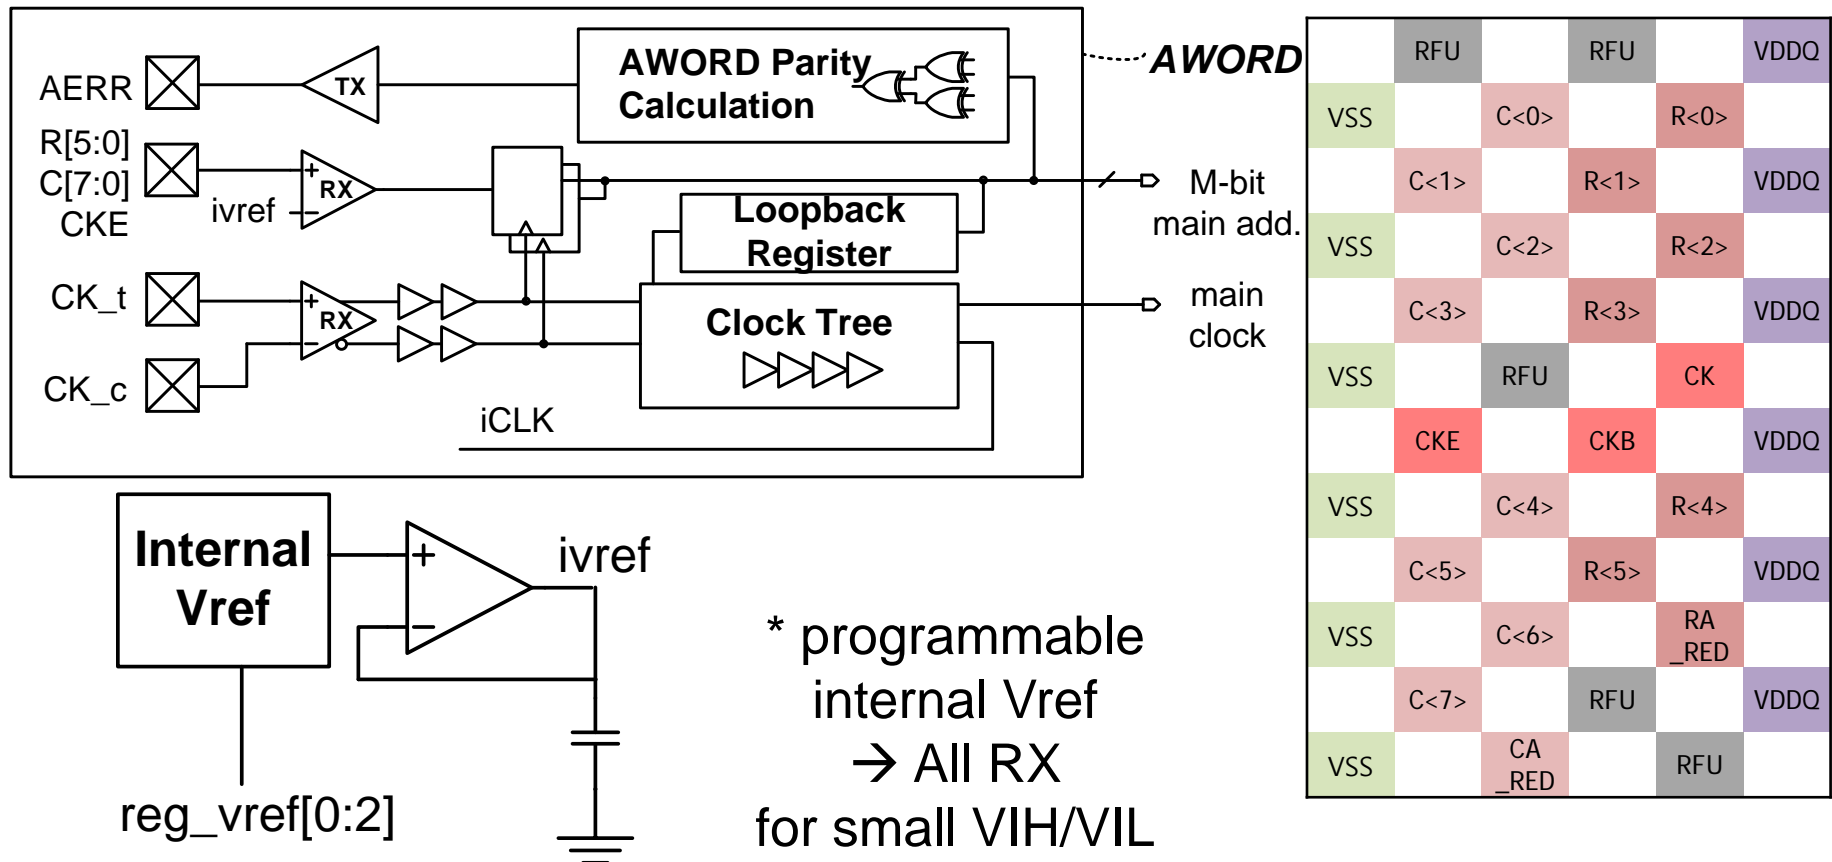 AERR
TX
AWORD Parity
Calculation
AWORD
R[5:0]
C[7:0]
CKE
ivref
+
−
RX
M-bit
main add.
Loopback
Register
CK_t
+
−
RX
CK_c
Clock Tree
main
clock
iCLK
Internal
Vref
+
−
ivref
reg_vref[0:2]
* programmable
internal Vref
→ All RX
for small VIH/VIL
RFU RFU VDDQ
VSS C<0> R<0>
C<1> R<1> VDDQ
VSS C<2> R<2>
C<3> R<3> VDDQ
VSS RFU CK
CKE CKB VDDQ
VSS C<4> R<4>
C<5> R<5> VDDQ
VSS C<6> RA
_RED
C<7> RFU VDDQ
VSS CA
_RED RFU